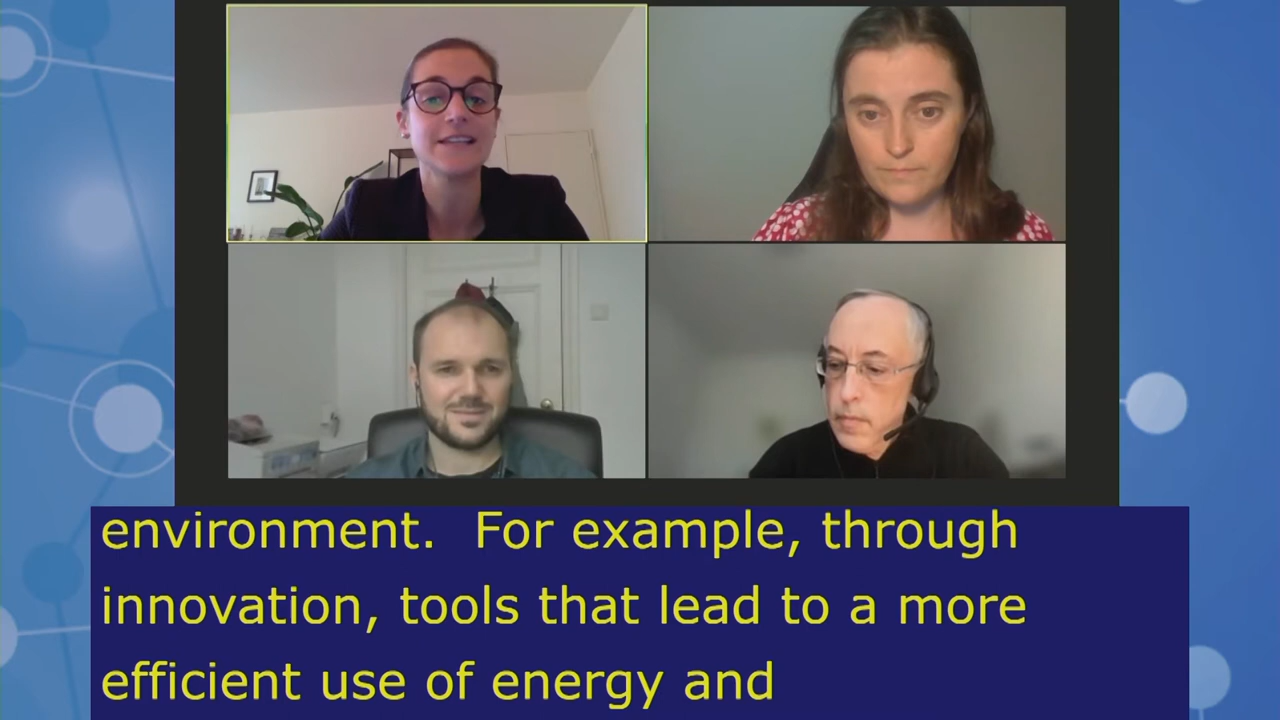 environment.  For example, through
innovation, tools that lead to a more
efficient use of energy and